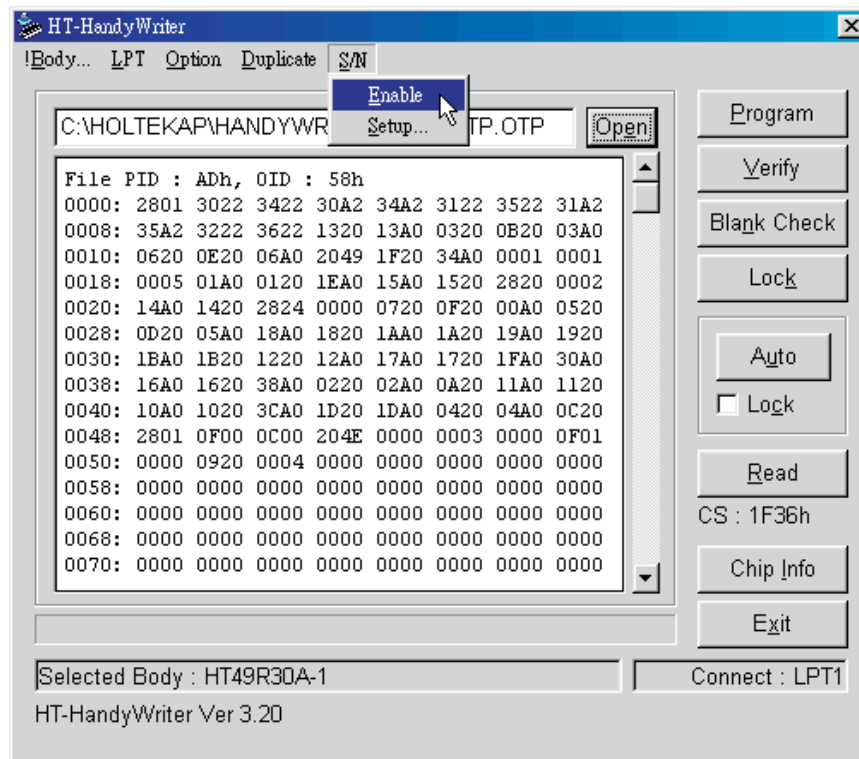 HT-HandyWriter
!Body... LPT Option Duplicate S/N
Enable
Setup...
C:\HOLTEKAP\HANDYWR TP.OTP Open
File PID : ADh, OID : 58h
0000: 2801 3022 3422 30A2 34A2 3122 3522 31A2
0008: 35A2 3222 3622 1320 13A0 0320 0B20 03A0
0010: 0620 0E20 06A0 2049 1F20 34A0 0001 0001
0018: 0005 01A0 0120 1EA0 15A0 1520 2820 0002
0020: 14A0 1420 2824 0000 0720 0F20 00A0 0520
0028: 0D20 05A0 18A0 1820 1AA0 1A20 19A0 1920
0030: 1BA0 1B20 1220 12A0 17A0 1720 1FA0 30A0
0038: 16A0 1620 38A0 0220 02A0 0A20 11A0 1120
0040: 10A0 1020 3CA0 1D20 1DA0 0420 04A0 0C20
0048: 2801 0F00 0C00 204E 0000 0003 0000 0F01
0050: 0000 0920 0004 0000 0000 0000 0000 0000
0058: 0000 0000 0000 0000 0000 0000 0000 0000
0060: 0000 0000 0000 0000 0000 0000 0000 0000
0068: 0000 0000 0000 0000 0000 0000 0000 0000
0070: 0000 0000 0000 0000 0000 0000 0000 0000
Program
Verify
Blank Check
Lock
Auto
Lock
Read
CS : 1F36h
Chip Info
Exit
Selected Body : HT49R30A-1 Connect : LPT1
HT-HandyWriter Ver 3.20